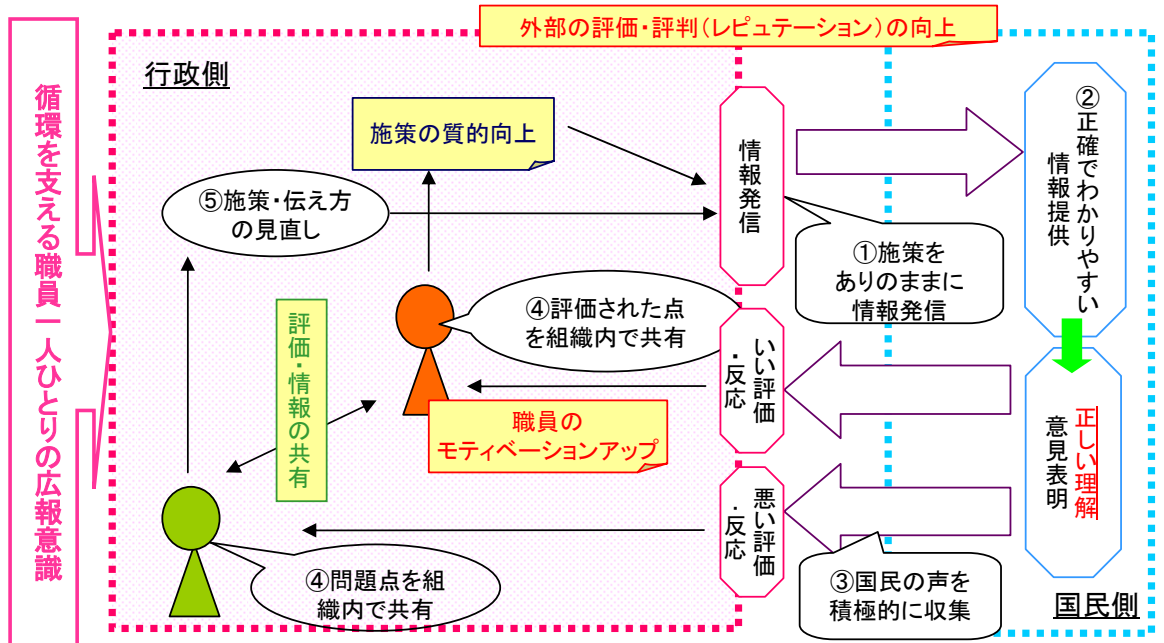 外部の評価・評判（レピュテーション）の向上
循環を支える職員一人ひとりの広報意識
行政側
施策の質的向上
⑤施策・伝え方
の見直し
情報発信
①施策を
ありのままに
情報発信
②正確でわかりやすい
情報提供
④評価された点
を組織内で共有
評価・情報の共有
いい評価
・反応
職員の
モティベーションアップ
正しい理解
意見表明
悪い評価
・反応
④問題点を組
織内で共有
③国民の声を
積極的に収集
国民側